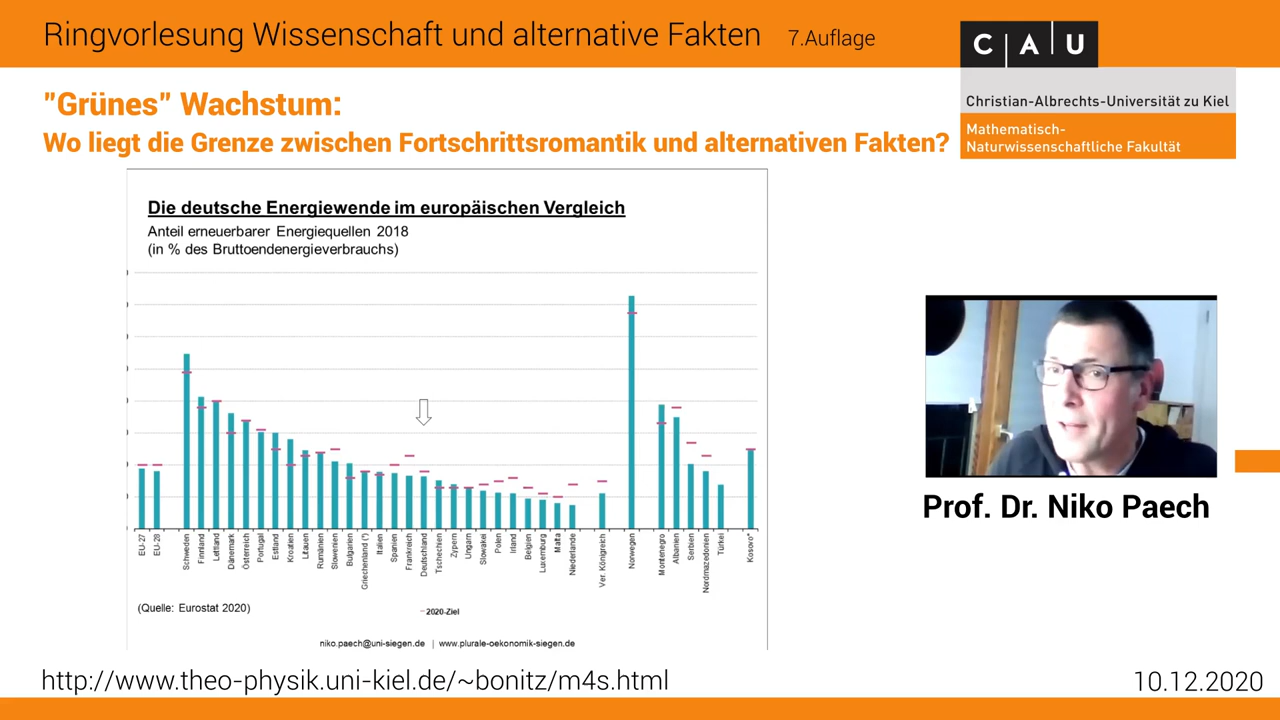 Ringvorlesung Wissenschaft und alternative Fakten 7.Auflage
C A U
Christian-Albrechts-Universität zu Kiel
Mathematisch-
Naturwissenschaftliche Fakultät
"Grünes" Wachstum:
Wo liegt die Grenze zwischen Fortschrittsromantik und alternativen Fakten?
Die deutsche Energiewende im europäischen Vergleich
Anteil erneuerbarer Energiequellen 2018
(in % des Bruttoendenergieverbrauchs)
EU-27
EU-28
Schweden
Finnland
Lettland
Dänemark
Österreich
Portugal
Estland
Kroatien
Litauen
Rumänien
Slowenien
Bulgarien
Griechenland (*)
Italien
Spanien
Frankreich
Deutschland
Tschechien
Zypern
Ungarn
Slowakei
Polen
Irland
Belgien
Luxemburg
Malta
Niederlande
Ver. Königreich
Norwegen
Montenegro
Albanien
Serbien
Nordmazedonien
Türkei
Kosovo*
(Quelle: Eurostat 2020)
2020-Ziel
niko.paech@uni-siegen.de | www.plurale-oekonomik-siegen.de
Prof. Dr. Niko Paech
http://www.theo-physik.uni-kiel.de/~bonitz/m4s.html
10.12.2020